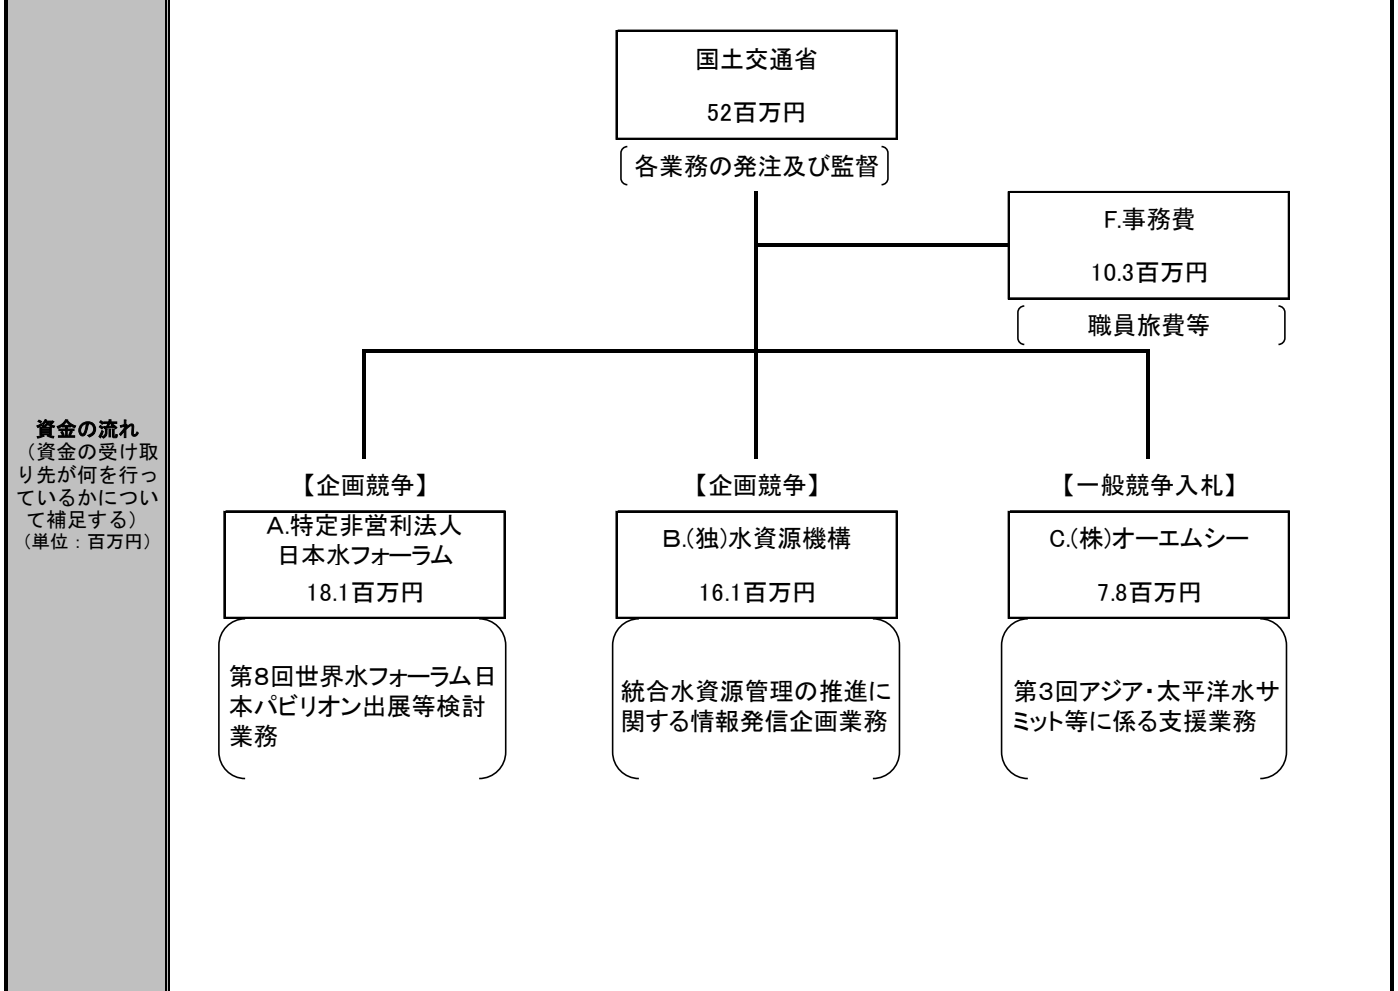 資金の流れ
（資金の受け取
り先が何を行っ
ているかについ
て補足する）
（単位：百万円）
国土交通省
52百万円
各業務の発注及び監督
F.事務費
10.3百万円
職員旅費等
【企画競争】
A.特定非営利法人
日本水フォーラム
18.1百万円
第８回世界水フォーラム日
本パビリオン出展等検討
業務
【企画競争】
B.(独)水資源機構
16.1百万円
統合水資源管理の推進に
関する情報発信企画業務
【一般競争入札】
C.(株)オーエムシー
7.8百万円
第３回アジア・太平洋水サ
ミット等に係る支援業務